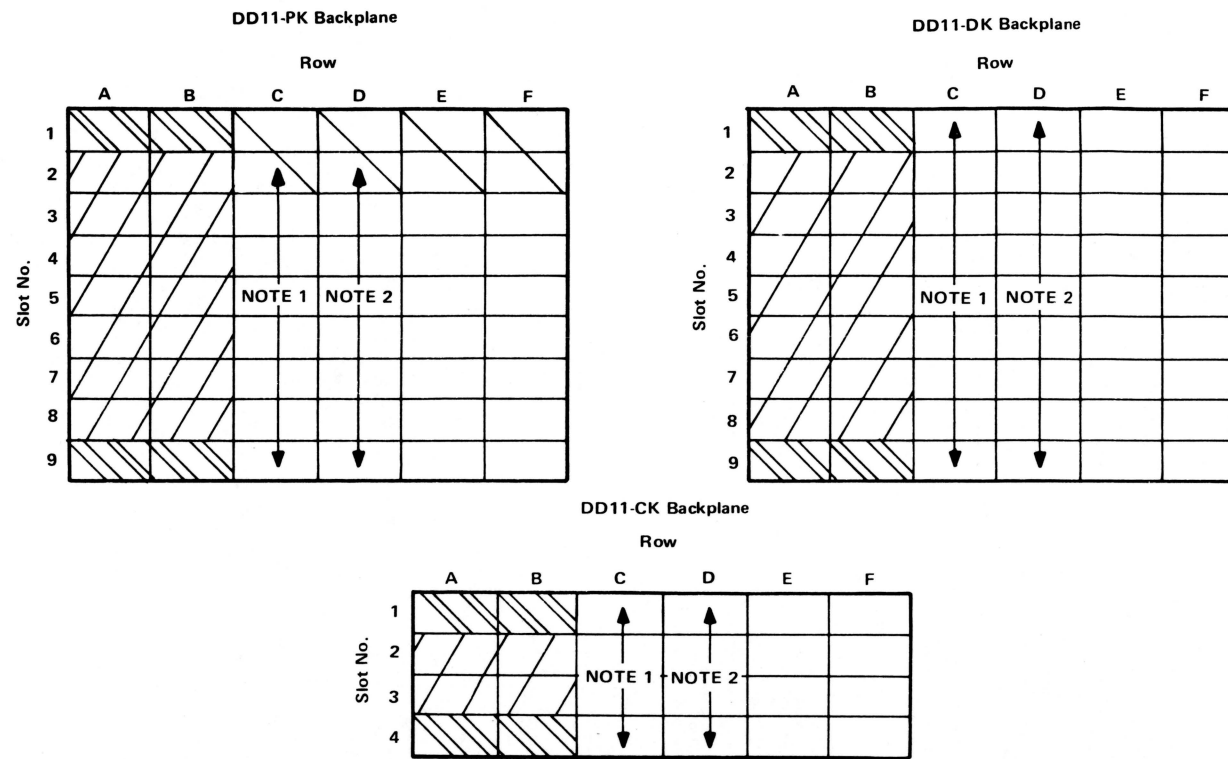 DD11-PK Backplane
Row
A B C D E F
Slot No.
1
2
3
4
5 NOTE 1 NOTE 2
6
7
8
9
DD11-DK Backplane
Row
A B C D E F
Slot No.
1
2
3
4
5 NOTE 1 NOTE 2
6
7
8
9
DD11-CK Backplane
Row
A B C D E F
Slot No.
1
2
NOTE 1 NOTE 2
3
4